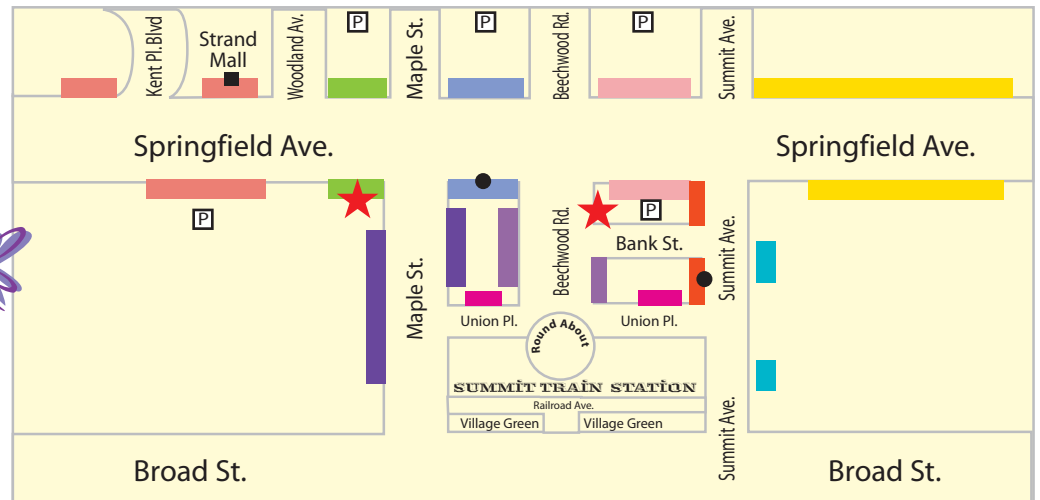 Kent Pl.Blvd
Strand
Mall
Woodland Av.
P
Maple St.
P
Beechwood Rd.
P
Summit Ave.
Springfield Ave.
Springfield Ave.
P
Maple St.
Beechwood Rd.
P
Bank St.
Summit Ave.
Union Pl.
Union Pl.
Round About
SUMMIT TRAIN STATION
Railroad Ave.
Village Green
Village Green
Summit Ave.
Broad St.
Broad St.